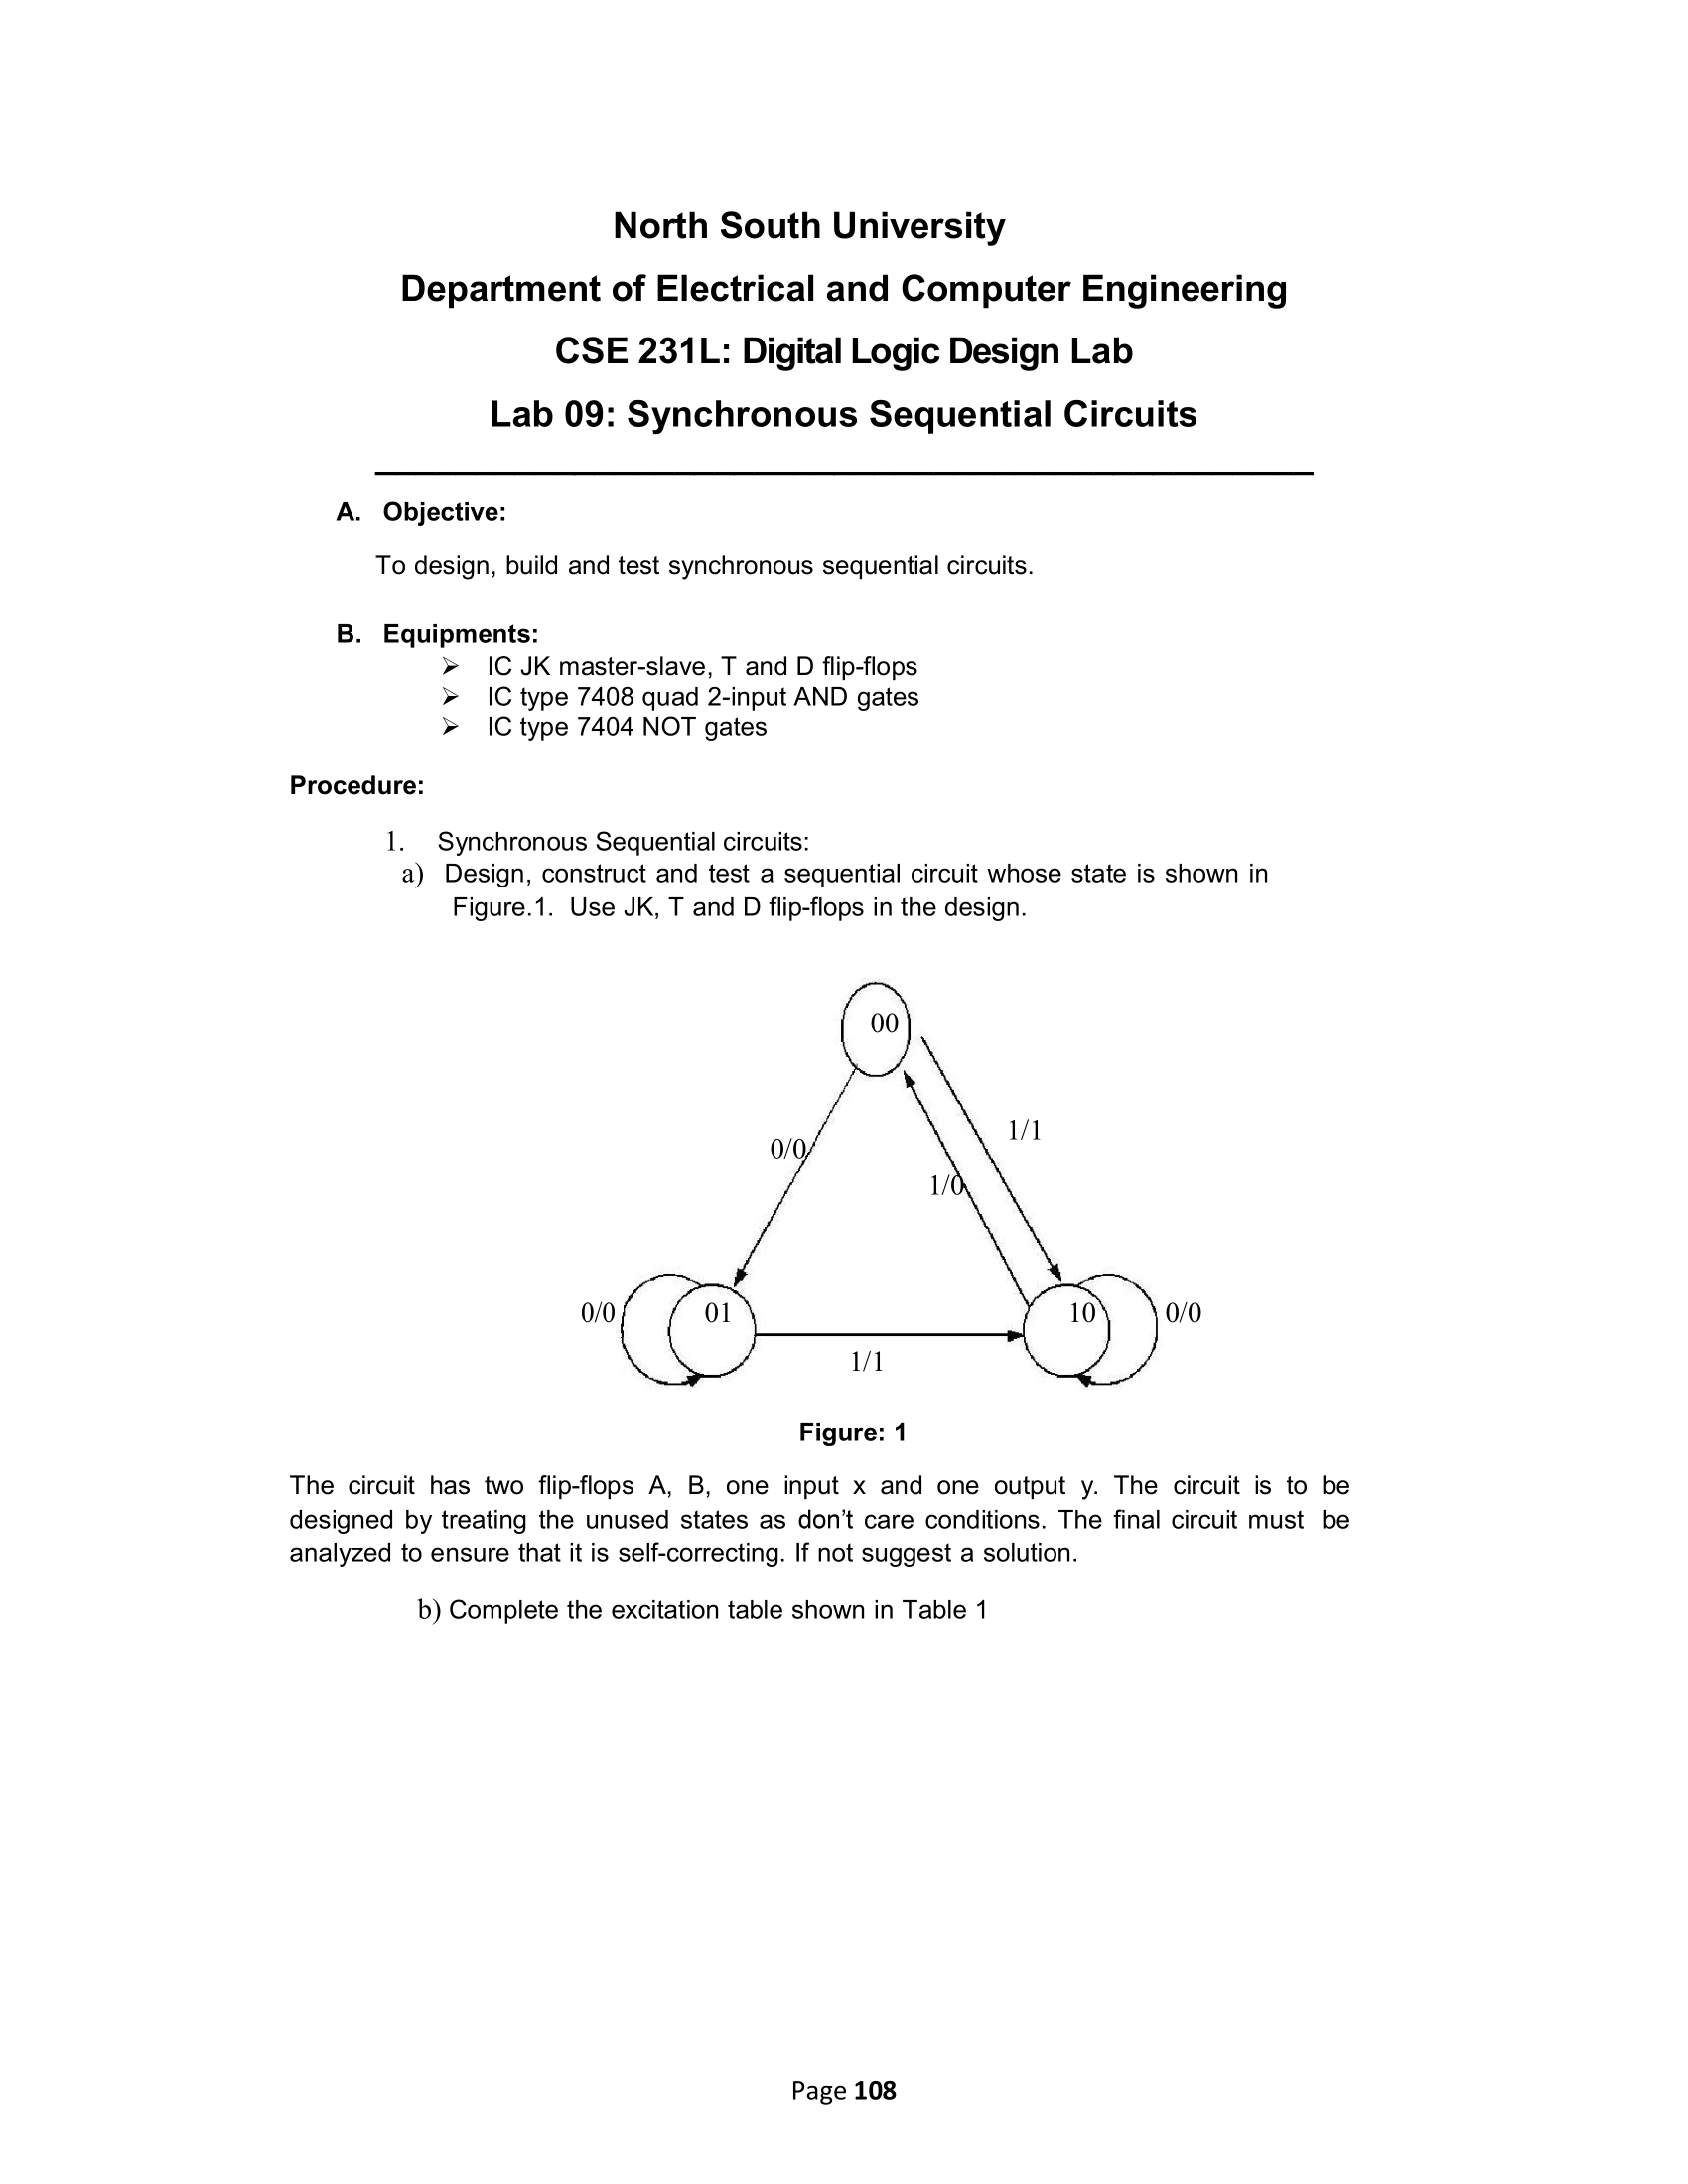 North South University
Department of Electrical and Computer Engineering
CSE 231L: Digital Logic Design Lab
Lab 09: Synchronous Sequential Circuits
A. Objective:
To design, build and test synchronous sequential circuits.
B. Equipments:
➢ IC JK master-slave, T and D flip-flops
➢ IC type 7408 quad 2-input AND gates
➢ IC type 7404 NOT gates
Procedure:
1. Synchronous Sequential circuits:
a) Design, construct and test a sequential circuit whose state is shown in
Figure.1. Use JK, T and D flip-flops in the design.
00
1/1
0/0
1/0
0/0
01
10
0/0
1/1
Figure: 1
The circuit has two flip-flops A, B, one input x and one output y. The circuit is to be
designed by treating the unused states as don’t care conditions. The final circuit must be
analyzed to ensure that it is self-correcting. If not suggest a solution.
b) Complete the excitation table shown in Table 1
Page 108